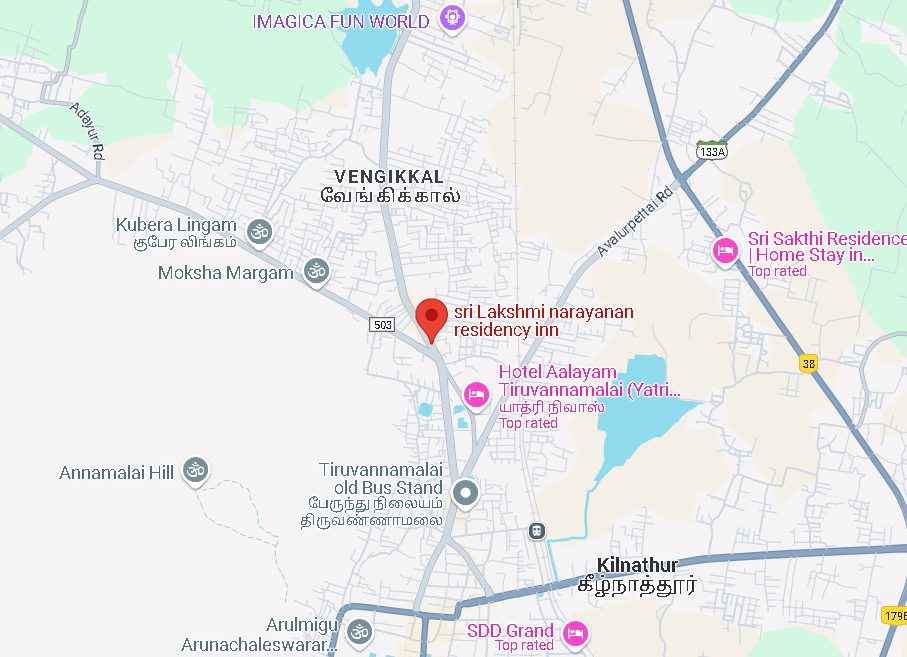 IMAGICA FUN WORLD
Adayur Rd
133A
VENGIKKAL
வேங்கிக்கால்
Avalurpettai Rd
Kubera Lingam
குபேர லிங்கம்
Sri Sakthi Residence
| Home Stay in...
Top rated
Moksha Margam
503
sri Lakshmi narayanan
residency inn
38
Hotel Aalayam
Tiruvannamalai (Yatri...
யாத்ரி நிவாஸ்
Top rated
Annamalai Hill
Tiruvannamalai
old Bus Stand
பேருந்து நிலையம்
திருவண்ணாமலை
Kilnathur
கீழ்நாத்தூர்
179B
Arulmigu
Arunachaleswarar...
SDD Grand
Top rated